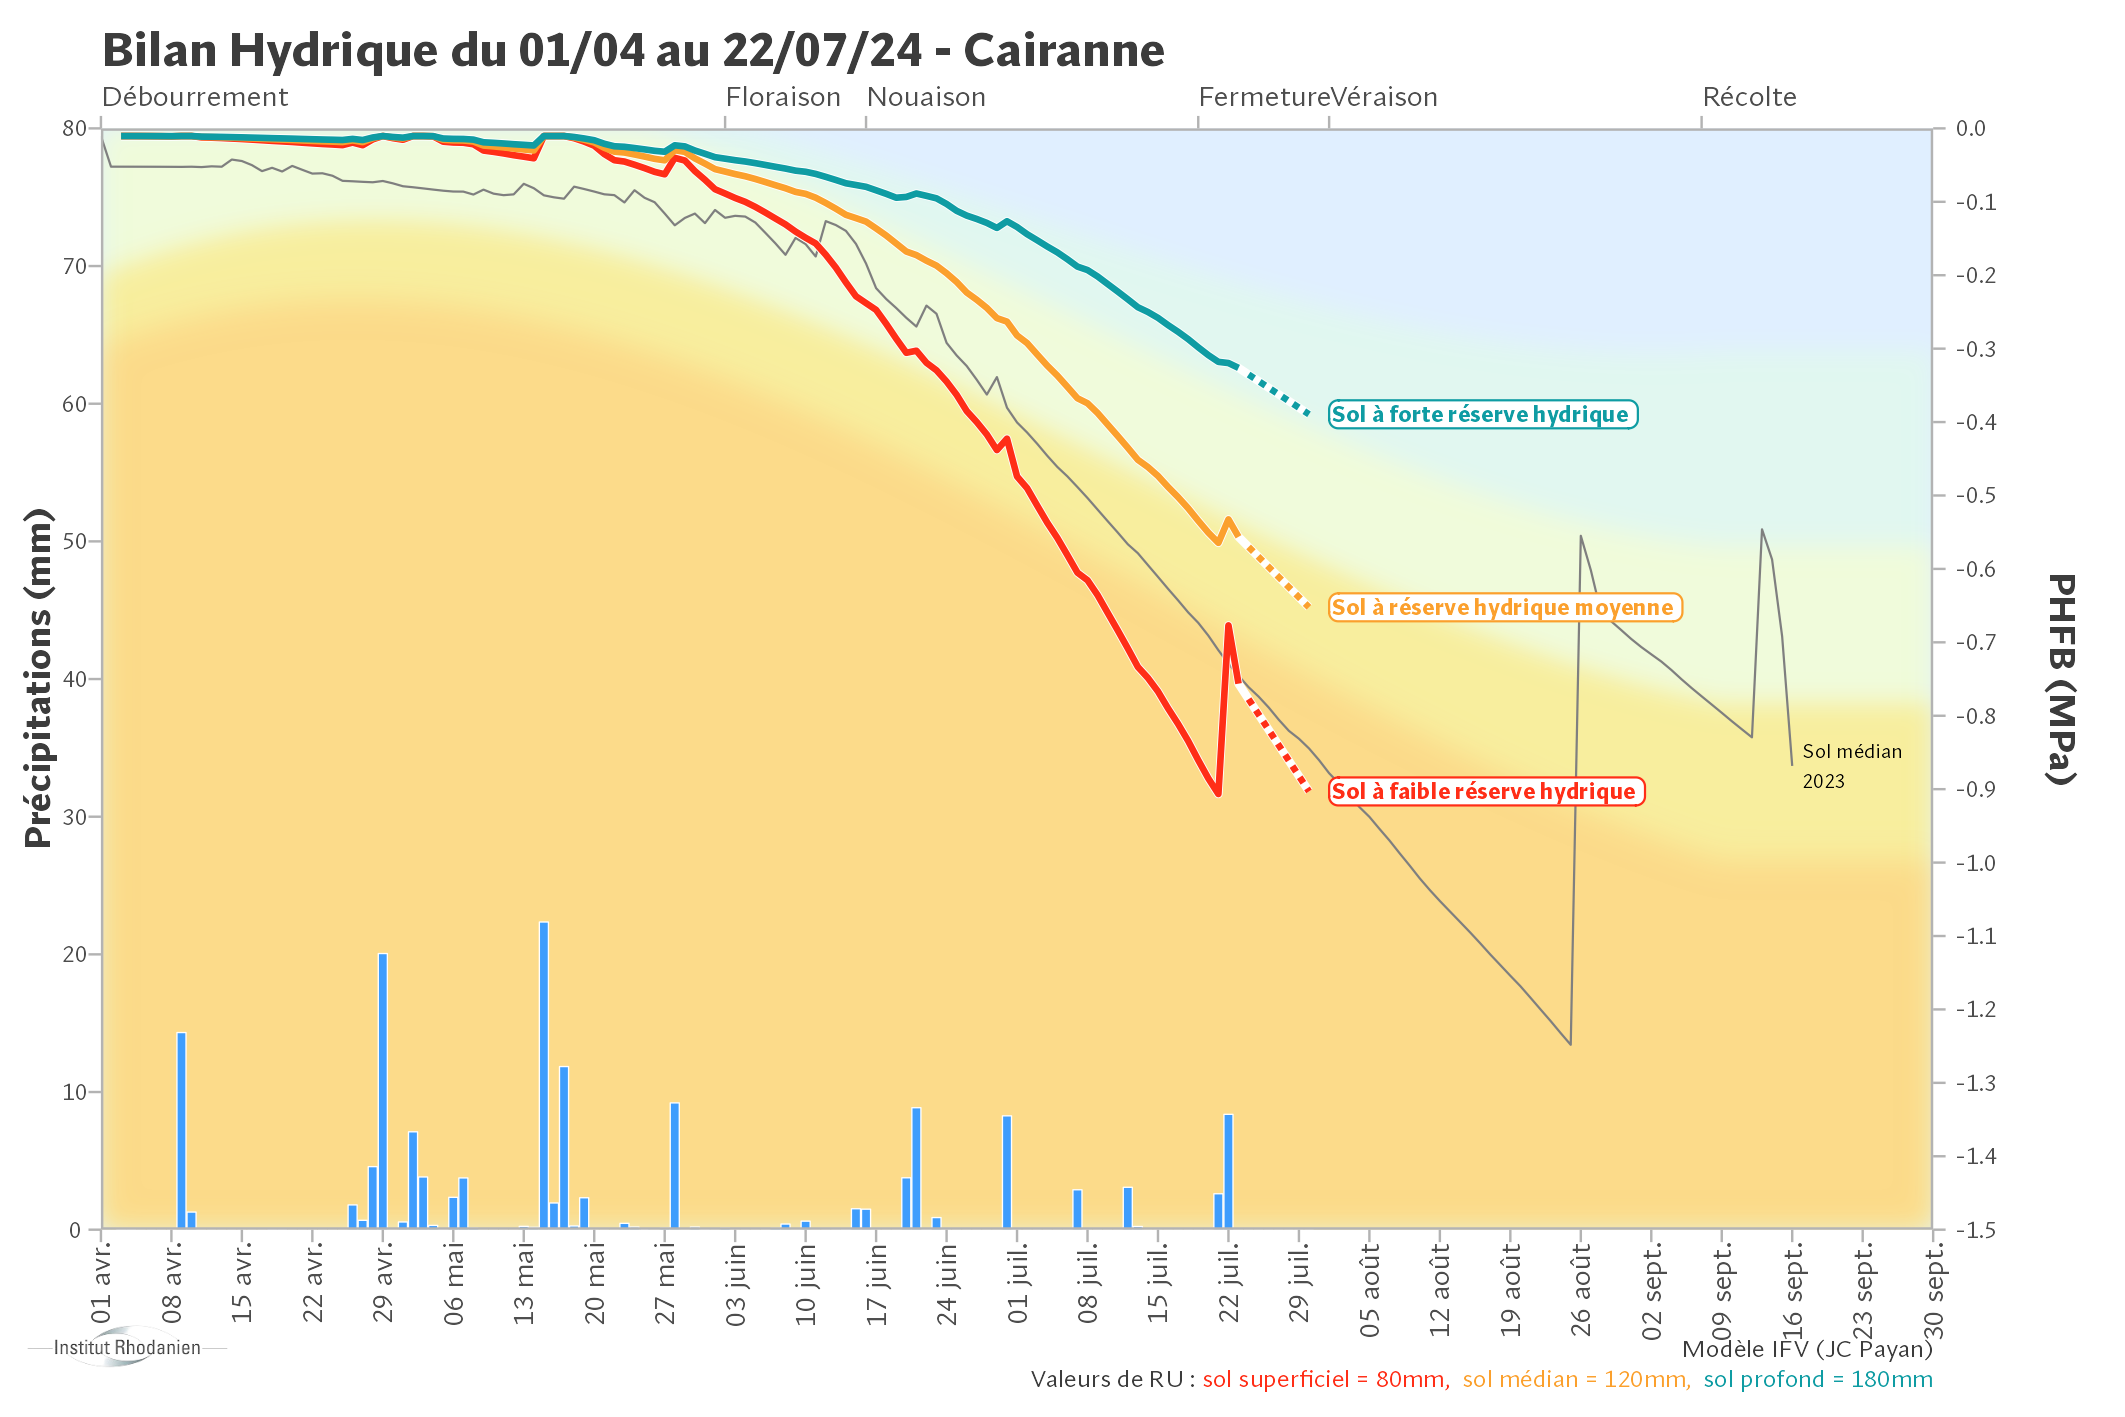 Bilan Hydrique du 01/04 au 22/07/24 - Cairanne
Débourrement Floraison Nouaison Fermeture Véraison Récolte
80 0.0
-0.1
70 -0.2
-0.3
60 -0.4
-0.5
50 -0.6
-0.7
40 -0.8
30 -0.9
-1.0
20 -1.1
-1.2
10 -1.3
-1.4
0 -1.5
Précipitations (mm)
PHFB (MPa)
Sol à forte réserve hydrique
Sol à réserve hydrique moyenne
Sol à faible réserve hydrique
Sol médian
2023
01 avr.
08 avr.
15 avr.
22 avr.
29 avr.
06 mai
13 mai
20 mai
27 mai
03 juin
10 juin
17 juin
24 juin
01 juil.
08 juil.
15 juil.
22 juil.
29 juil.
05 août
12 août
19 août
26 août
02 sept.
09 sept.
16 sept.
23 sept.
30 sept.
Institut Rhodanien
Modèle IFV (JC Payan)
Valeurs de RU : sol superficiel = 80mm, sol médian = 120mm, sol profond = 180mm